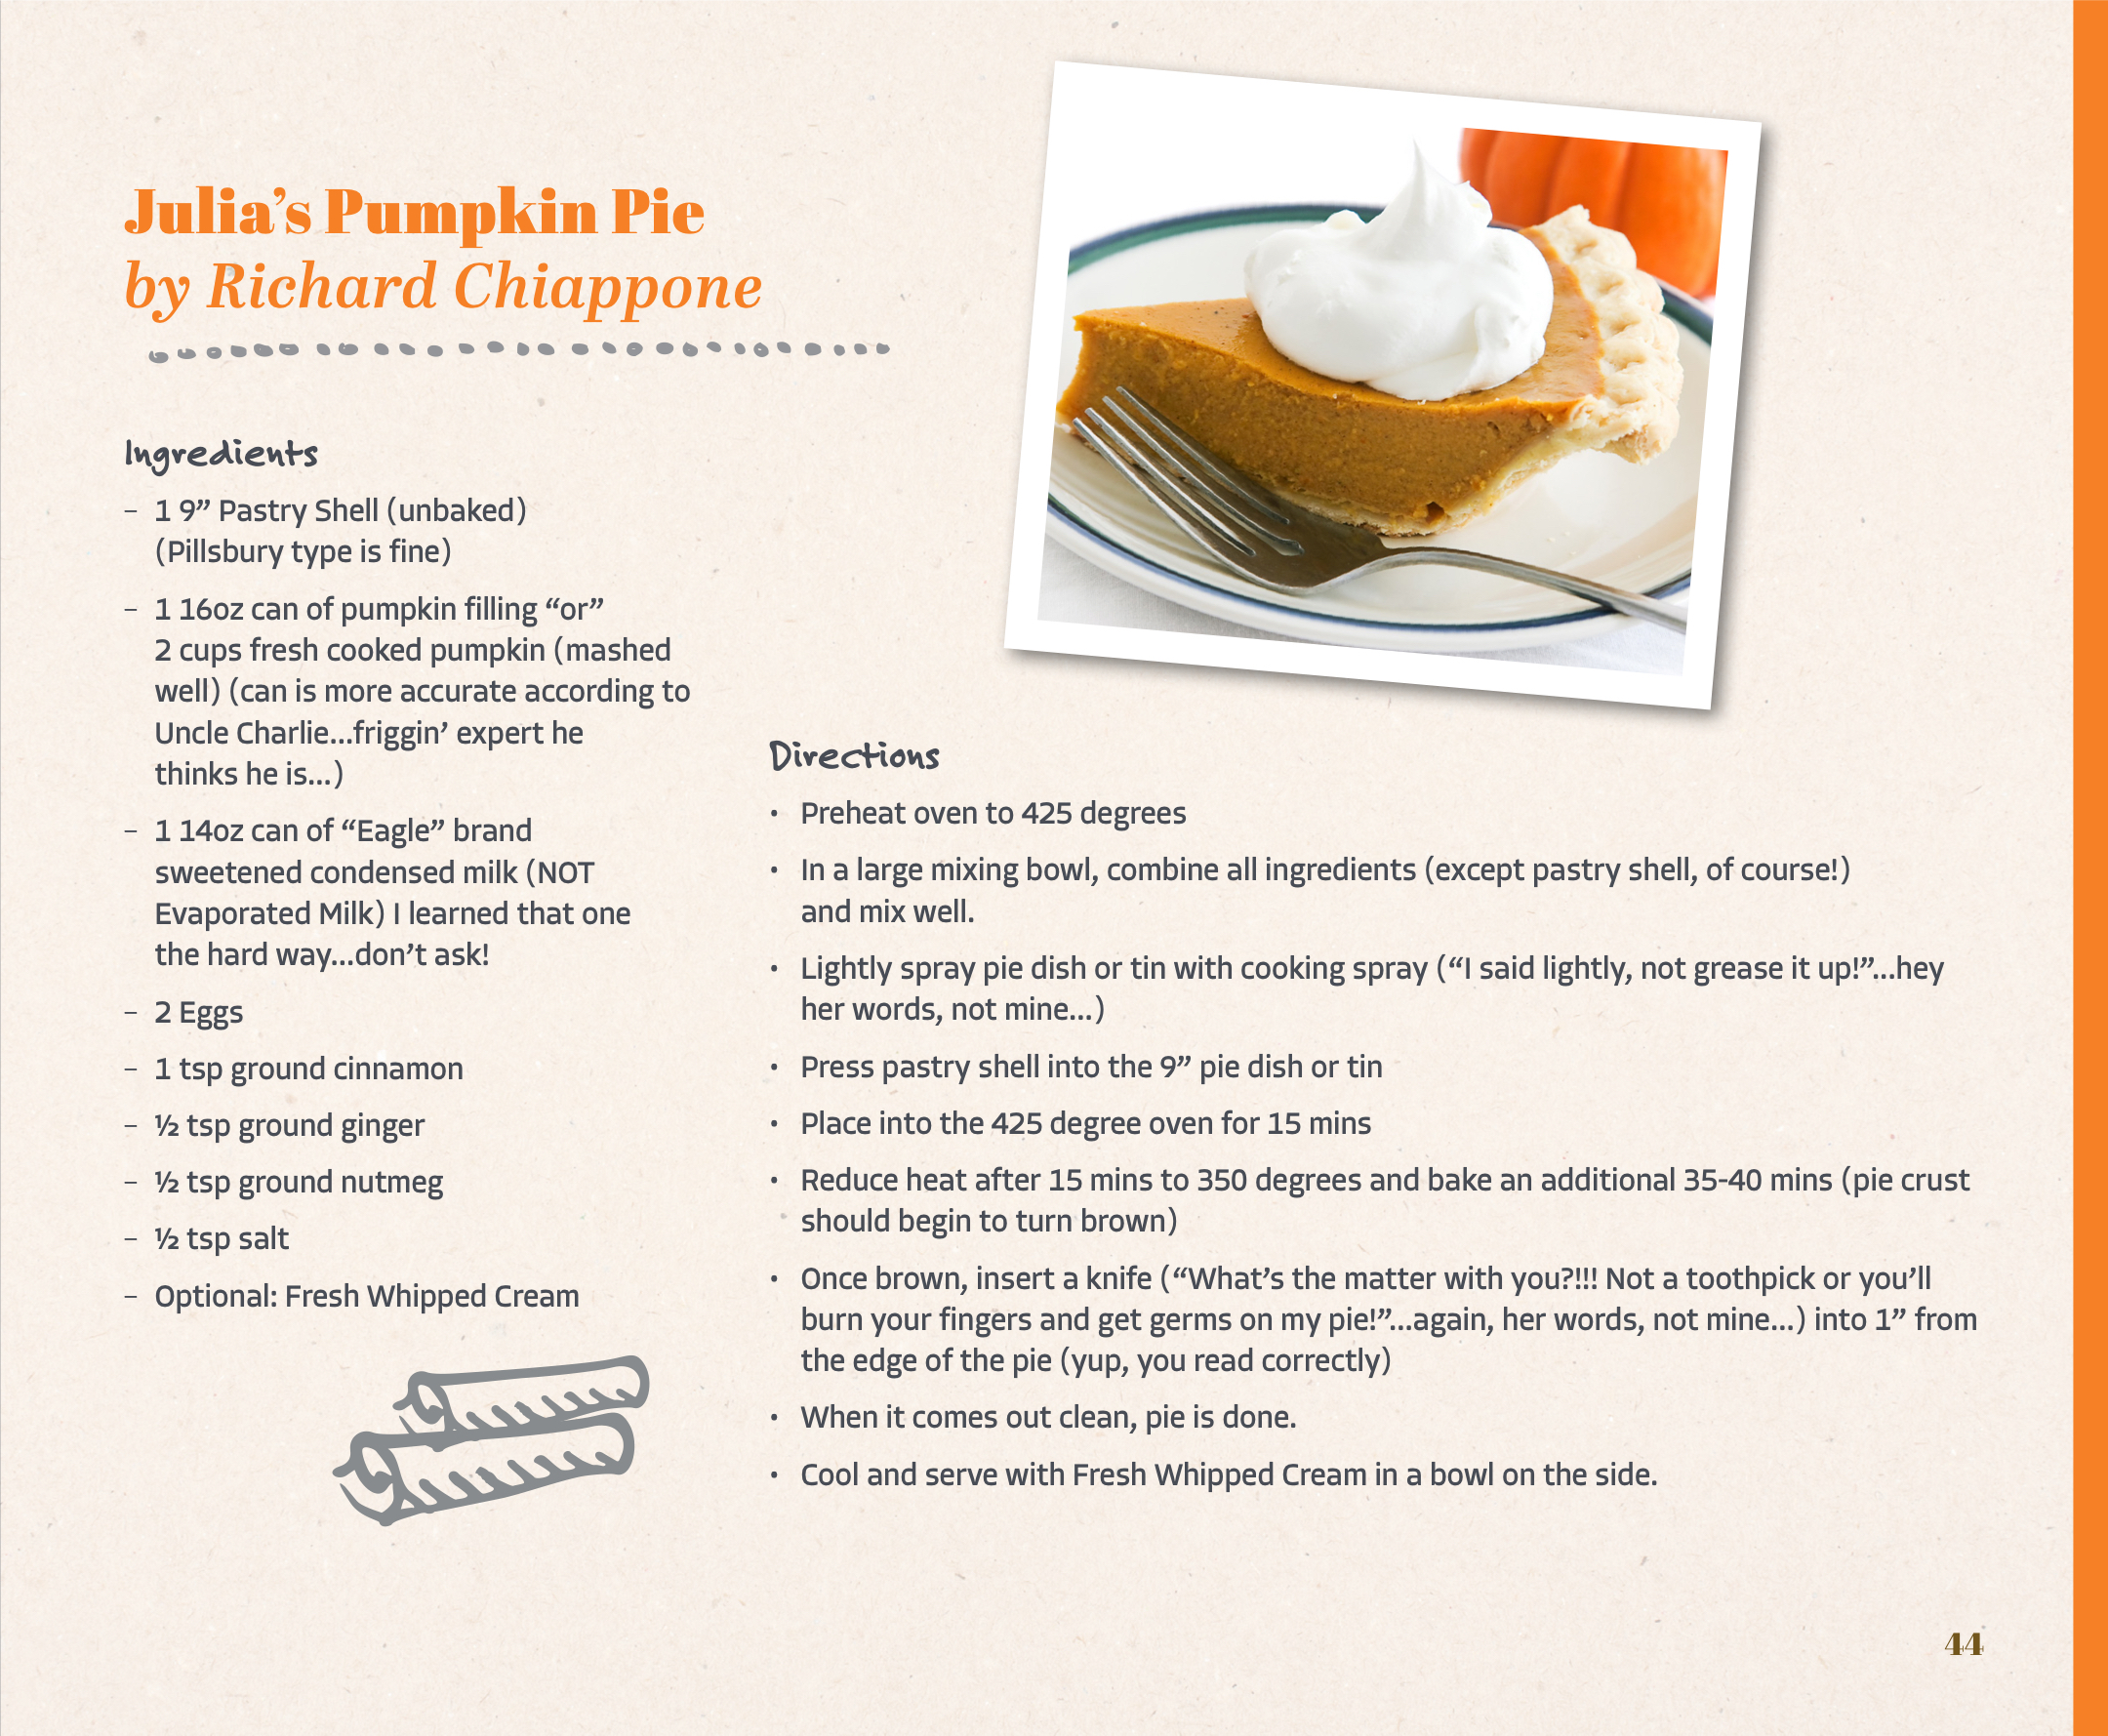 Julia’s Pumpkin Pie
by Richard Chiappone
Ingredients
– 1 9” Pastry Shell (unbaked)
(Pillsbury type is fine)
– 1 16oz can of pumpkin filling “or”
2 cups fresh cooked pumpkin (mashed
well) (can is more accurate according to
Uncle Charlie...friggin’ expert he
thinks he is...)
– 1 14oz can of “Eagle” brand
sweetened condensed milk (NOT
Evaporated Milk) I learned that one
the hard way...don’t ask!
– 2 Eggs
– 1 tsp ground cinnamon
– ½ tsp ground ginger
– ½ tsp ground nutmeg
– ½ tsp salt
– Optional: Fresh Whipped Cream
Directions
• Preheat oven to 425 degrees
• In a large mixing bowl, combine all ingredients (except pastry shell, of course!)
and mix well.
• Lightly spray pie dish or tin with cooking spray (“I said lightly, not grease it up!”...hey
her words, not mine...)
• Press pastry shell into the 9” pie dish or tin
• Place into the 425 degree oven for 15 mins
• Reduce heat after 15 mins to 350 degrees and bake an additional 35-40 mins (pie crust
should begin to turn brown)
• Once brown, insert a knife (“What’s the matter with you?!!! Not a toothpick or you’ll
burn your fingers and get germs on my pie!”...again, her words, not mine...) into 1” from
the edge of the pie (yup, you read correctly)
• When it comes out clean, pie is done.
• Cool and serve with Fresh Whipped Cream in a bowl on the side.
44